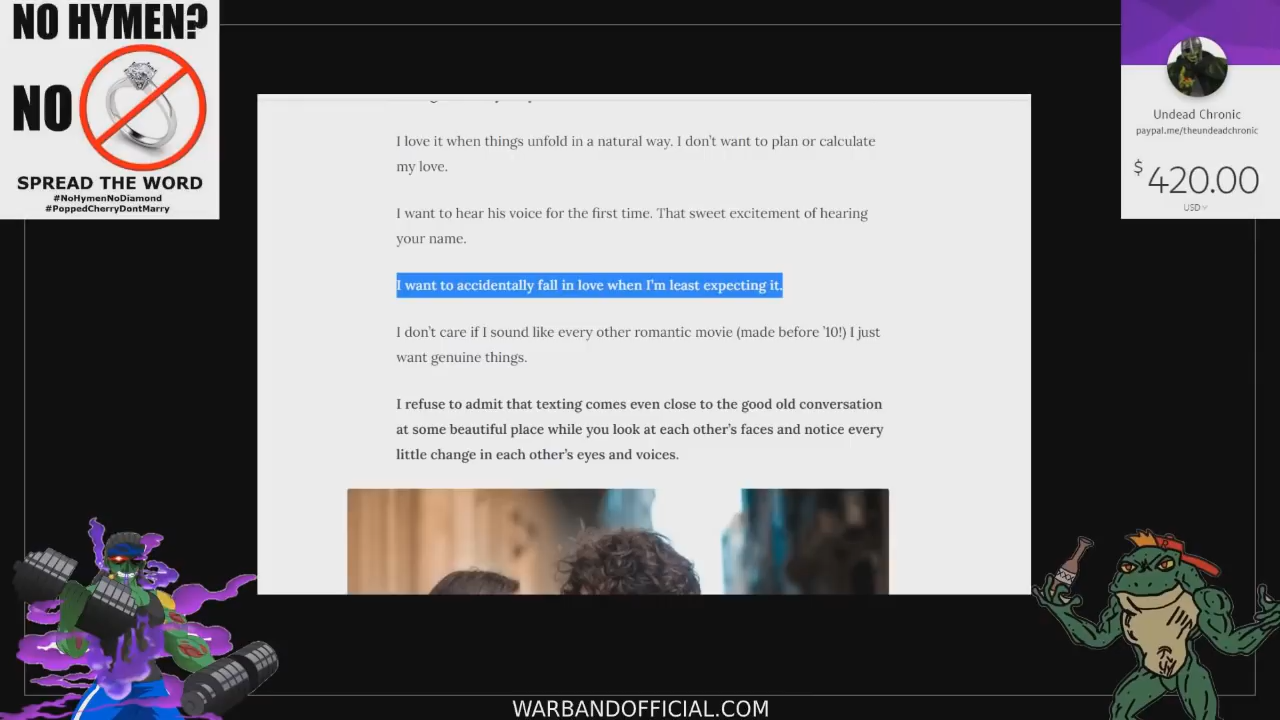 NO HYMEN?
NO
SPREAD THE WORD
#NoHymenNoDiamond
#PoppedCherryDontMarry
Undead Chronic
paypal.me/theundeadchronic
$420.00
USD
I love it when things unfold in a natural way. I don't want to plan or calculate
my love.
I want to hear his voice for the first time. That sweet excitement of hearing
your name.
I want to accidentally fall in love when I'm least expecting it.
I don't care if I sound like every other romantic movie (made before '10!) I just
want genuine things.
I refuse to admit that texting comes even close to the good old conversation
at some beautiful place while you look at each other's faces and notice every
little change in each other's eyes and voices.
WARBANDOFFICIAL.COM